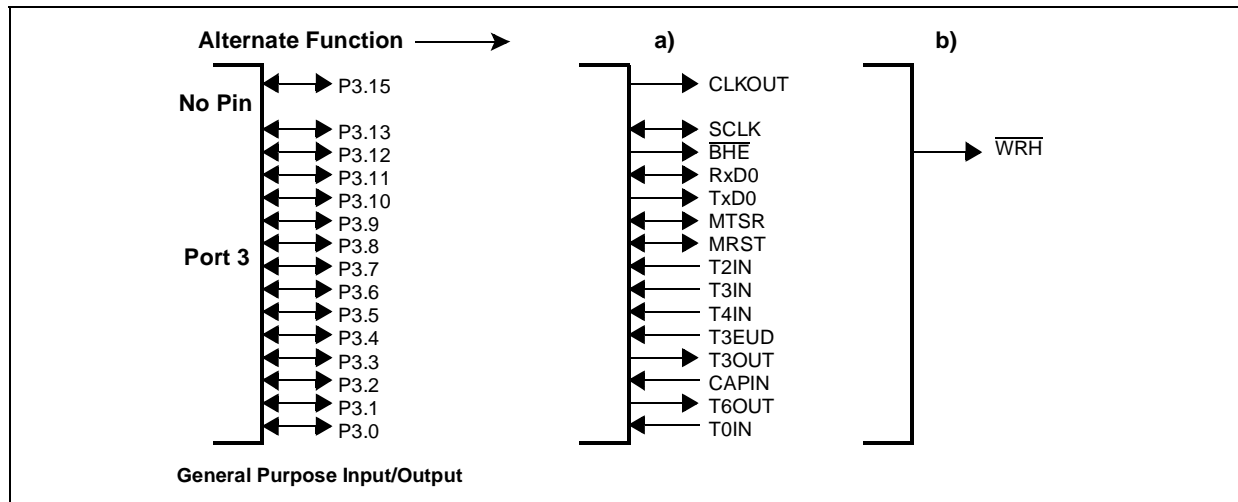 Alternate Function a) b)
P3.15 CLKOUT
No Pin
P3.13 SCLK
P3.12 B̅H̅E̅ W̅R̅H̅
P3.11 RxD0
P3.10 TxD0
P3.9 MTSR
P3.8 MRST
Port 3
P3.7 T2IN
P3.6 T3IN
P3.5 T4IN
P3.4 T3EUD
P3.3 T3OUT
P3.2 CAPIN
P3.1 T6OUT
P3.0 T0IN
General Purpose Input/Output